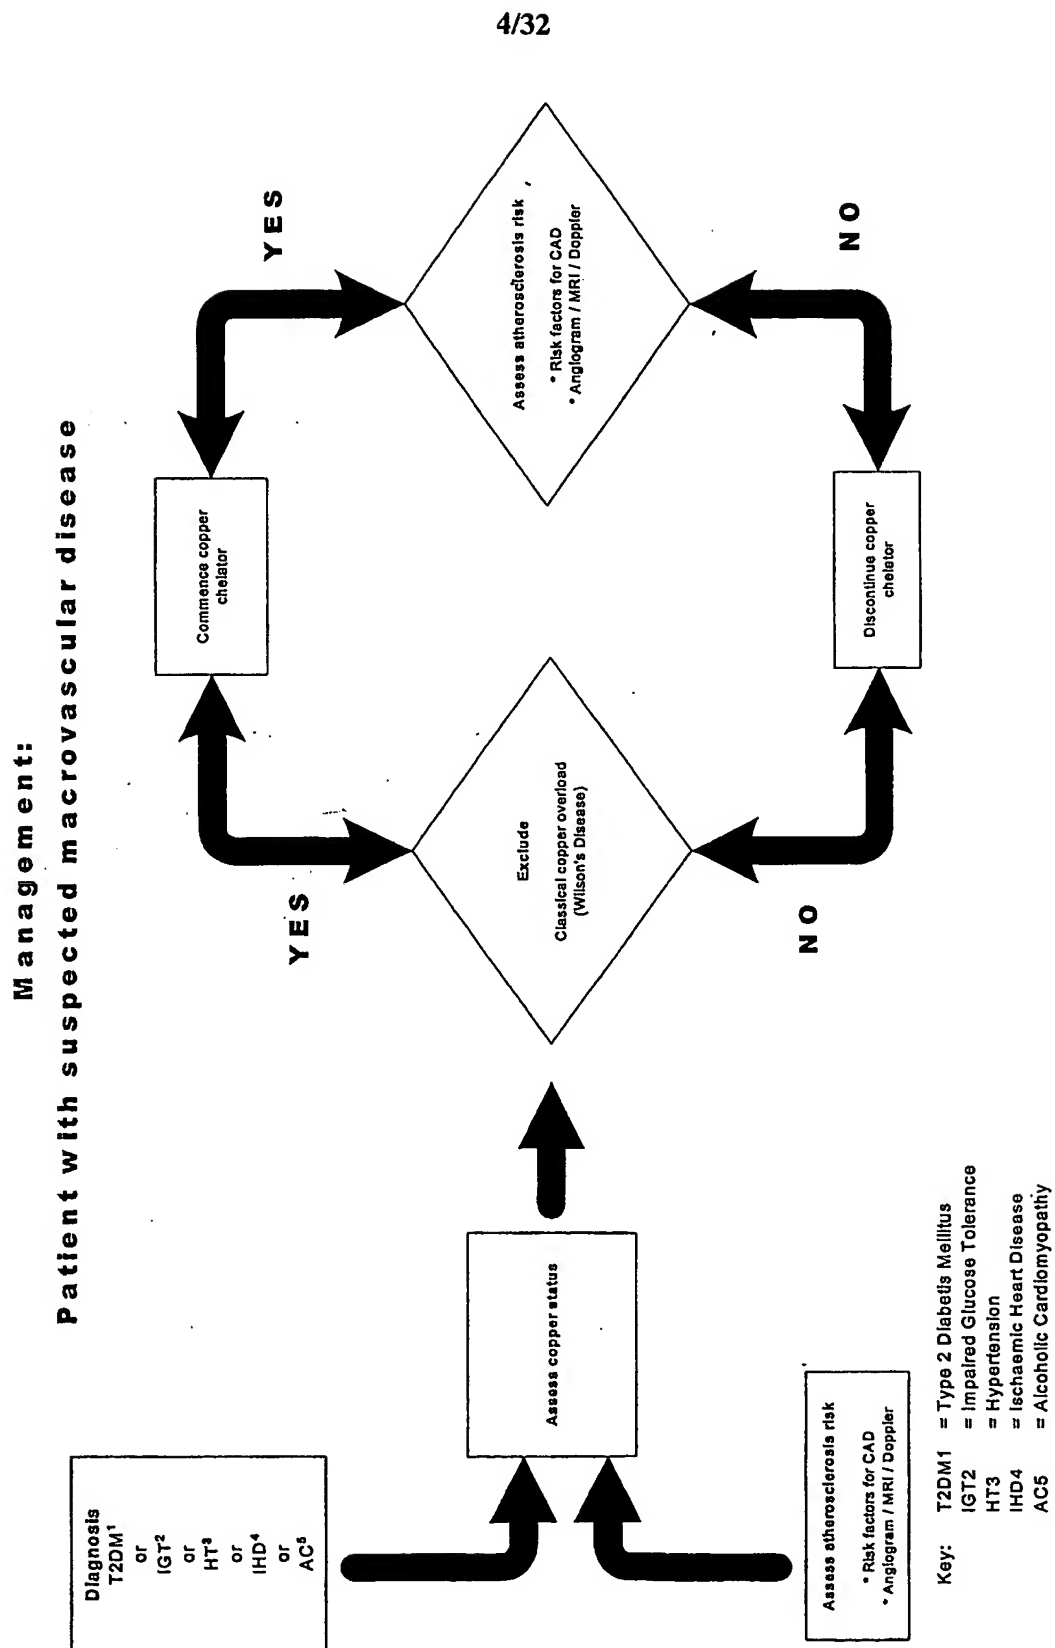 4/32
Management:
Patient with suspected macrovascular disease
Diagnosis
T2DM¹
or
IGT²
or
HT³
or
IHD⁴
or
AC⁵
Assess atherosclerosis risk
* Risk factors for CAD
* Angiogram / MRI / Doppler
Assess copper status
Exclude
Classical copper overload
(Wilson's Disease)
YES
NO
Commence copper
chelator
Discontinue copper
chelator
YES
NO
Assess atherosclerosis risk
* Risk factors for CAD
* Angiogram / MRI / Doppler
Key: T2DM1 = Type 2 Diabetis Mellitus
IGT2 = Impaired Glucose Tolerance
HT3 = Hypertension
IHD4 = Ischaemic Heart Disease
AC5 = Alcoholic Cardiomyopathy